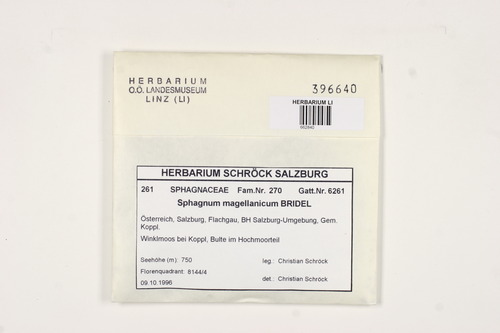 HERBARIUM
O.Ö. LANDESMUSEUM
LINZ (LI)
396640
HERBARIUM LI
HERBARIUM SCHRÖCK SALZBURG
261 SPHAGNACEAE Fam.Nr. 270 Gatt.Nr. 6261
Sphagnum magellanicum BRIDEL
Österreich, Salzburg, Flachgau, BH Salzburg-Umgebung, Gem.
Koppl.
Winklmoos bei Koppl, Bulte im Hochmoorteil
Seehöhe (m): 750 leg.: Christian Schröck
Florenquadrant: 8144/4
09.10.1996 det.: Christian Schröck